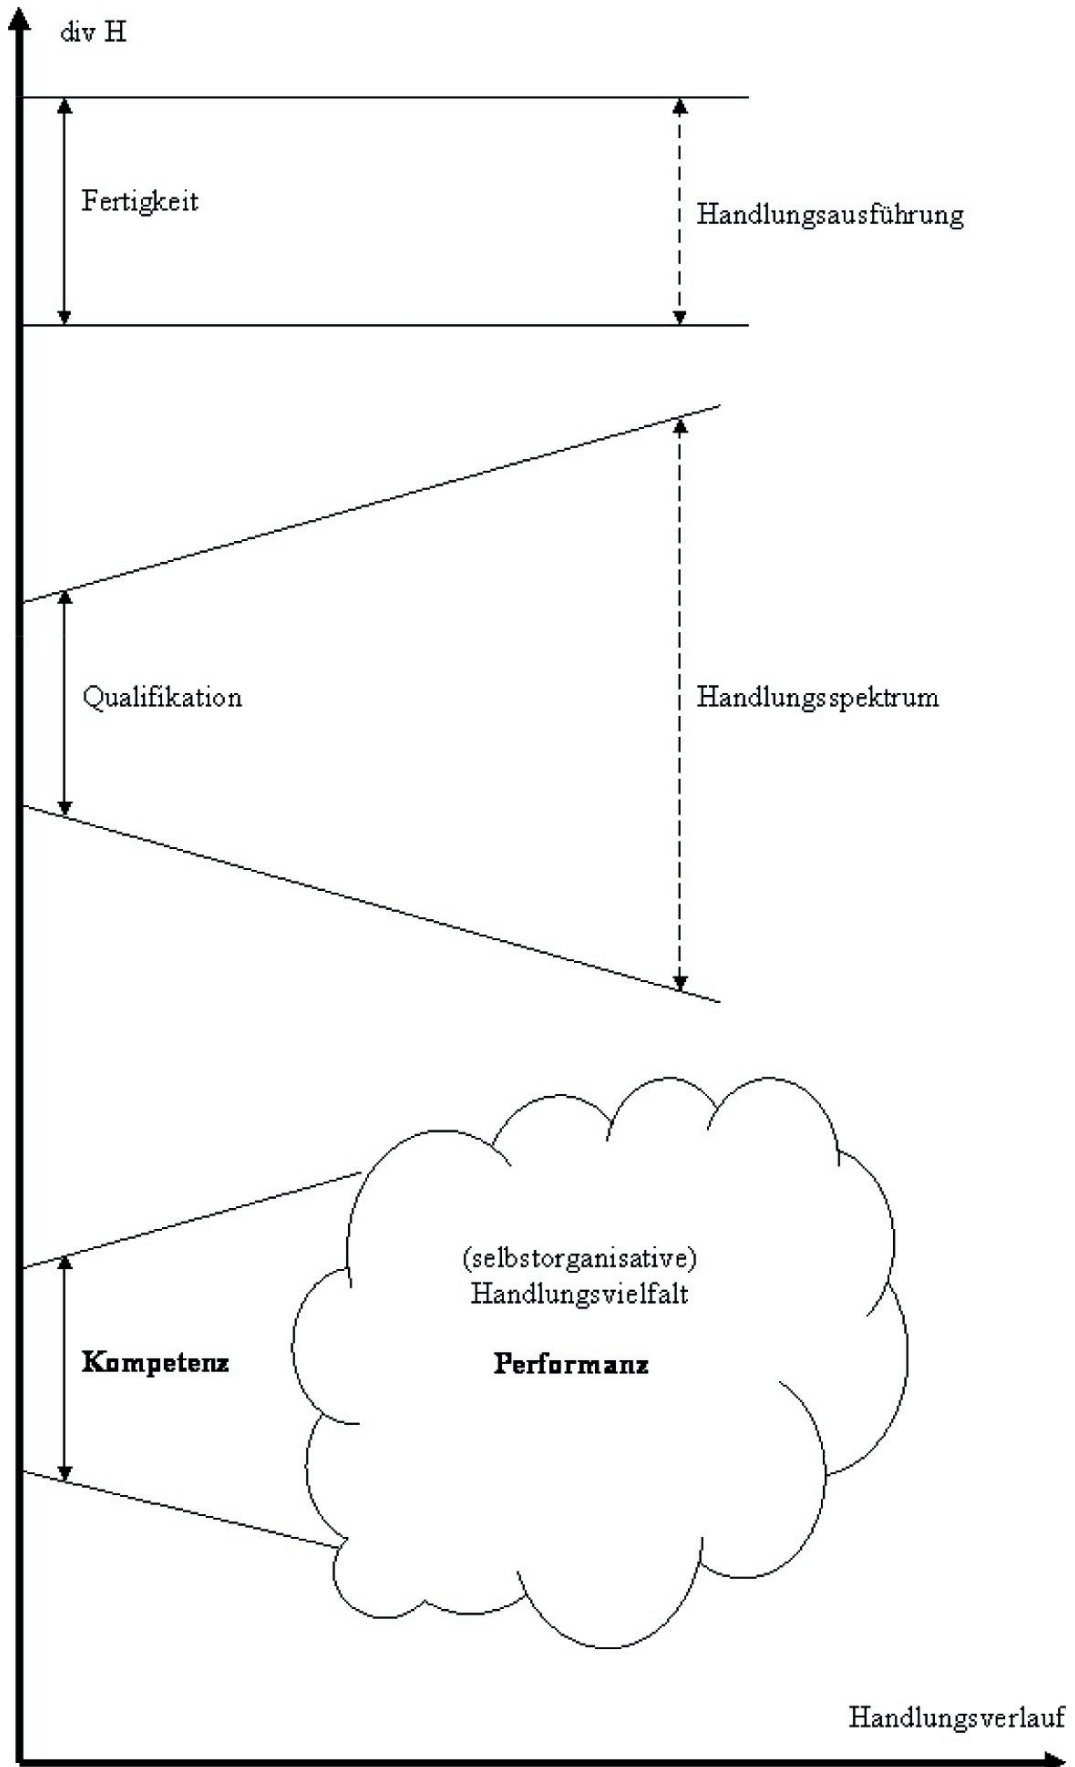 div H
Fertigkeit
Handlungsausführung
Qualifikation
Handlungsspektrum
(selbstorganisative)
Handlungsvielfalt
Kompetenz
Performanz
Handlungsverlauf